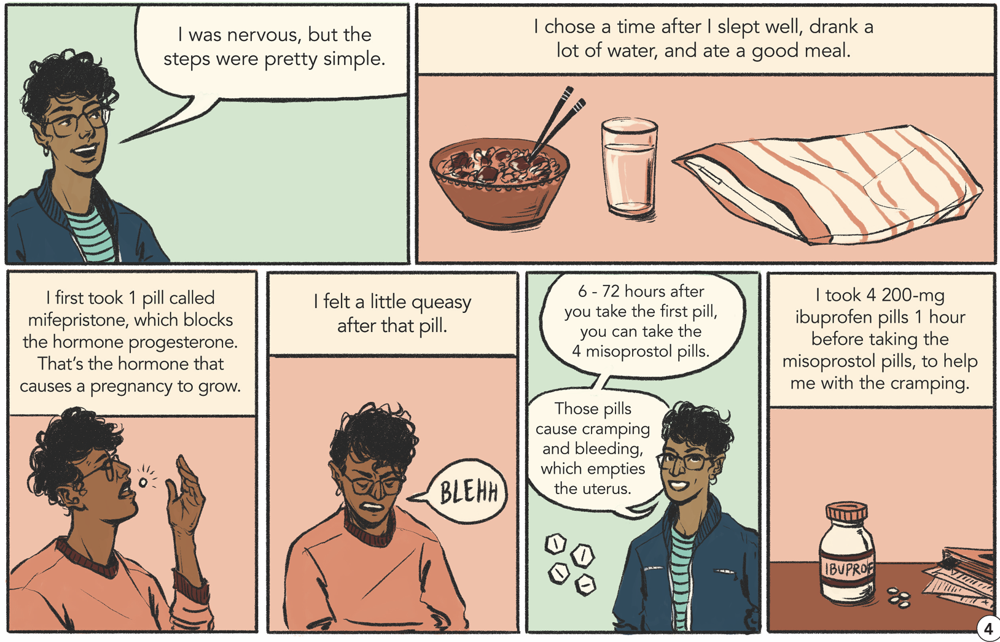 I was nervous, but the
steps were pretty simple.
I chose a time after I slept well, drank a
lot of water, and ate a good meal.
I first took 1 pill called
mifepristone, which blocks
the hormone progesterone.
That's the hormone that
causes a pregnancy to grow.
I felt a little queasy
after that pill.
BLEHH
6 - 72 hours after
you take the first pill,
you can take the
4 misoprostol pills.
Those pills
cause cramping
and bleeding,
which empties
the uterus.
I took 4 200-mg
ibuprofen pills 1 hour
before taking the
misoprostol pills, to help
me with the cramping.
IBUPROF
4